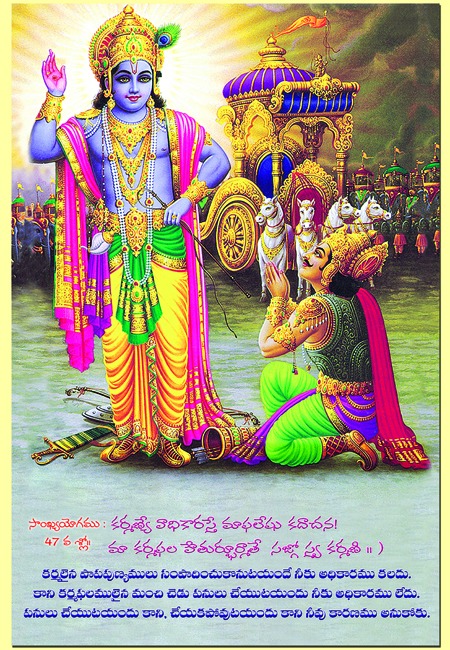 సాంఖ్యయోగము : కర్మణ్యే వాధికారస్తే మాఫలేషు కదాచన!
47 వ శ్లో॥ మా కర్మఫల హేతుర్భూర్మాతే సఙ్గో స్త్వ కర్మణి ॥ )
కర్మలైన పాపపుణ్యములు సంపాదించుకొనుటయందే నీకు అధికారము కలదు.
కాని కర్మఫలములైన మంచి చెడు పనులు చేయుటయందు నీకు అధికారము లేదు.
పనులు చేయుటయందు కాని, చేయకపోవుటయందు కాని నీవు కారణము అనుకోకు.